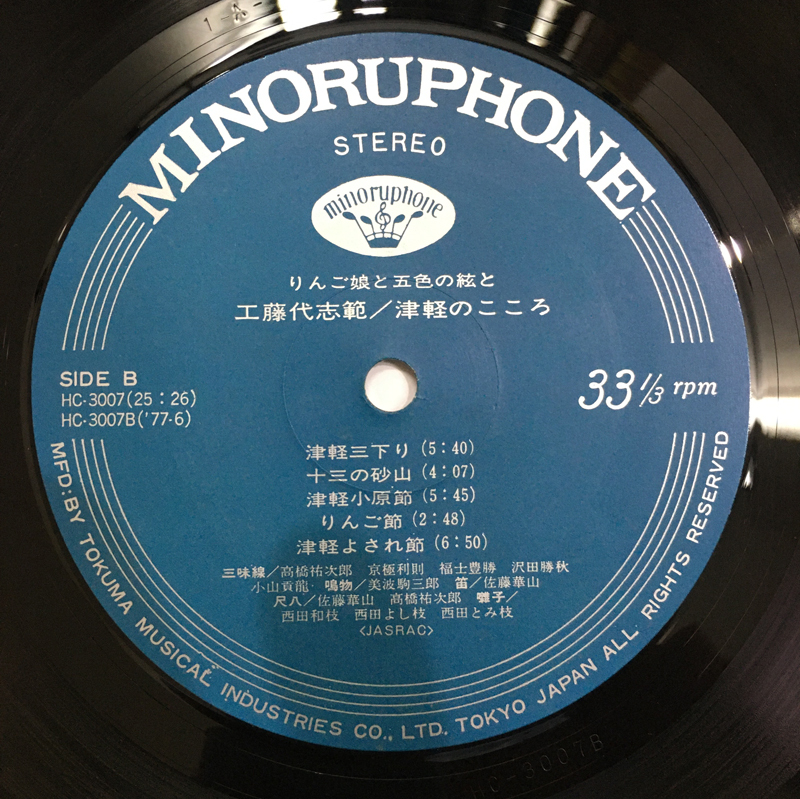 MINORUPHONE
STEREO
minoruphone
りんご娘と五色の絃と
工藤代志範／津軽のこころ
SIDE B
HC-3007(25：26)
HC-3007B('77-6)
33 1/3 rpm
津軽三下り (5：40)
十三の砂山 (4：07)
津軽小原節 (5：45)
りんご節 (2：48)
津軽よされ節 (6：50)
三味線／高橋祐次郎 京極利則 福士豊勝 沢田勝秋
小山貢龍 鳴物／美波駒三郎 笛／佐藤華山
尺八／佐藤華山 高橋祐次郎 囃子／
西田和枝 西田よし枝 西田とみ枝
<JASRAC>
MFD:BY TOKUMA MUSICAL INDUSTRIES CO., LTD. TOKYO JAPAN ALL RIGHTS RESERVED
HC-3007B